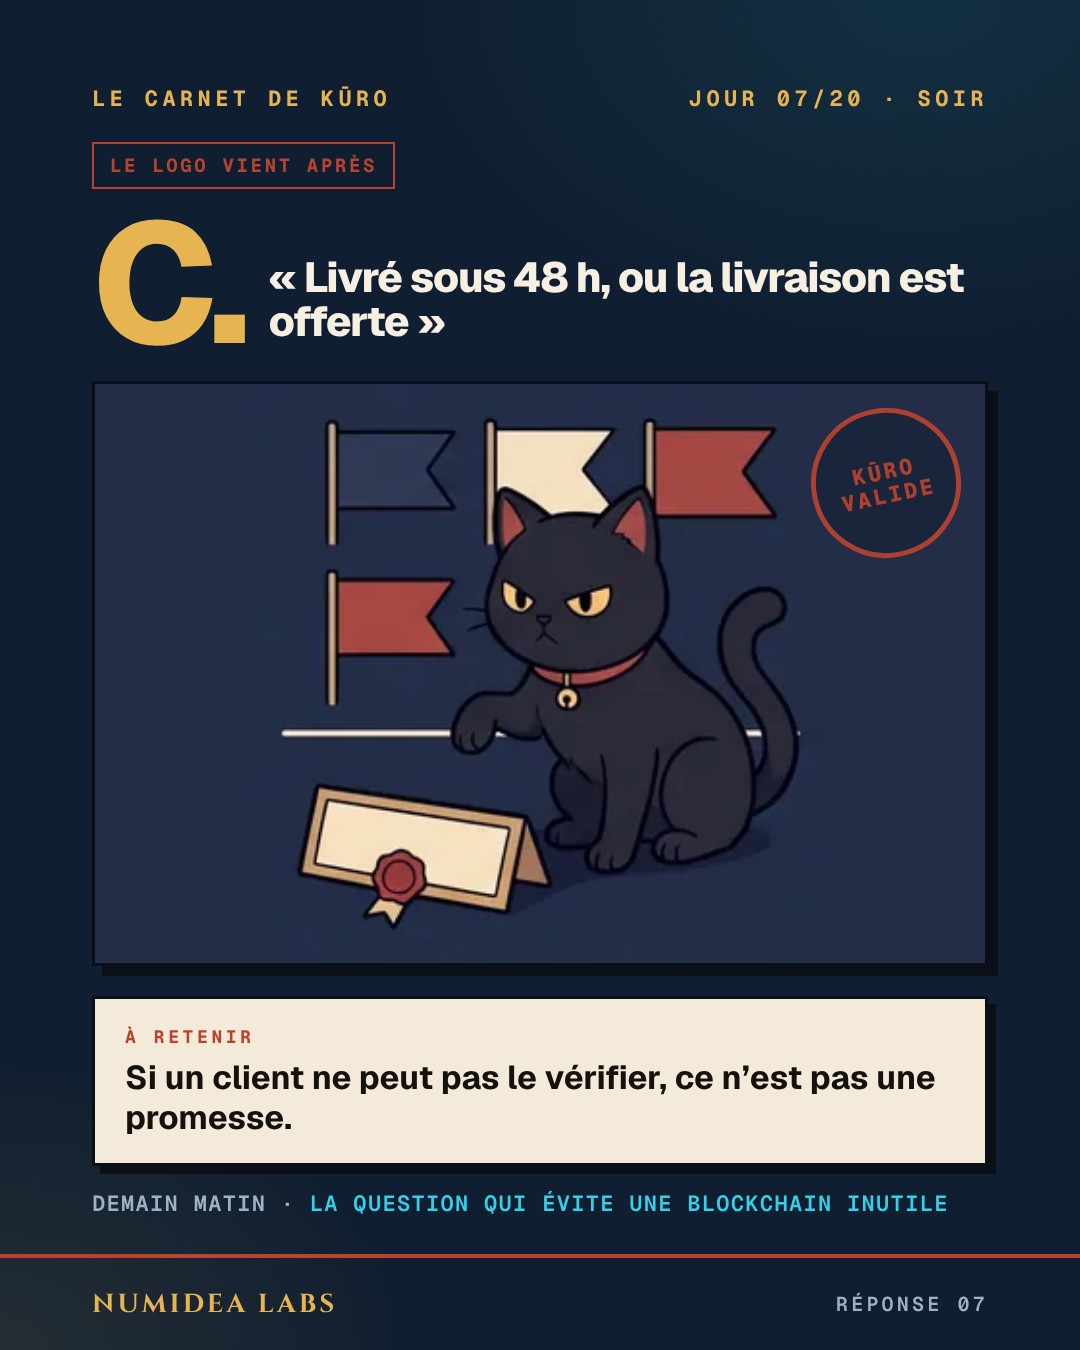 LE CARNET DE KŪRO
JOUR 07/20 · SOIR
LE LOGO VIENT APRÈS
C.
« Livré sous 48 h, ou la livraison est
offerte »
KŪRO
VALIDE
À RETENIR
Si un client ne peut pas le vérifier, ce n’est pas une
promesse.
DEMAIN MATIN · LA QUESTION QUI ÉVITE UNE BLOCKCHAIN INUTILE
NUMIDEA LABS
RÉPONSE 07